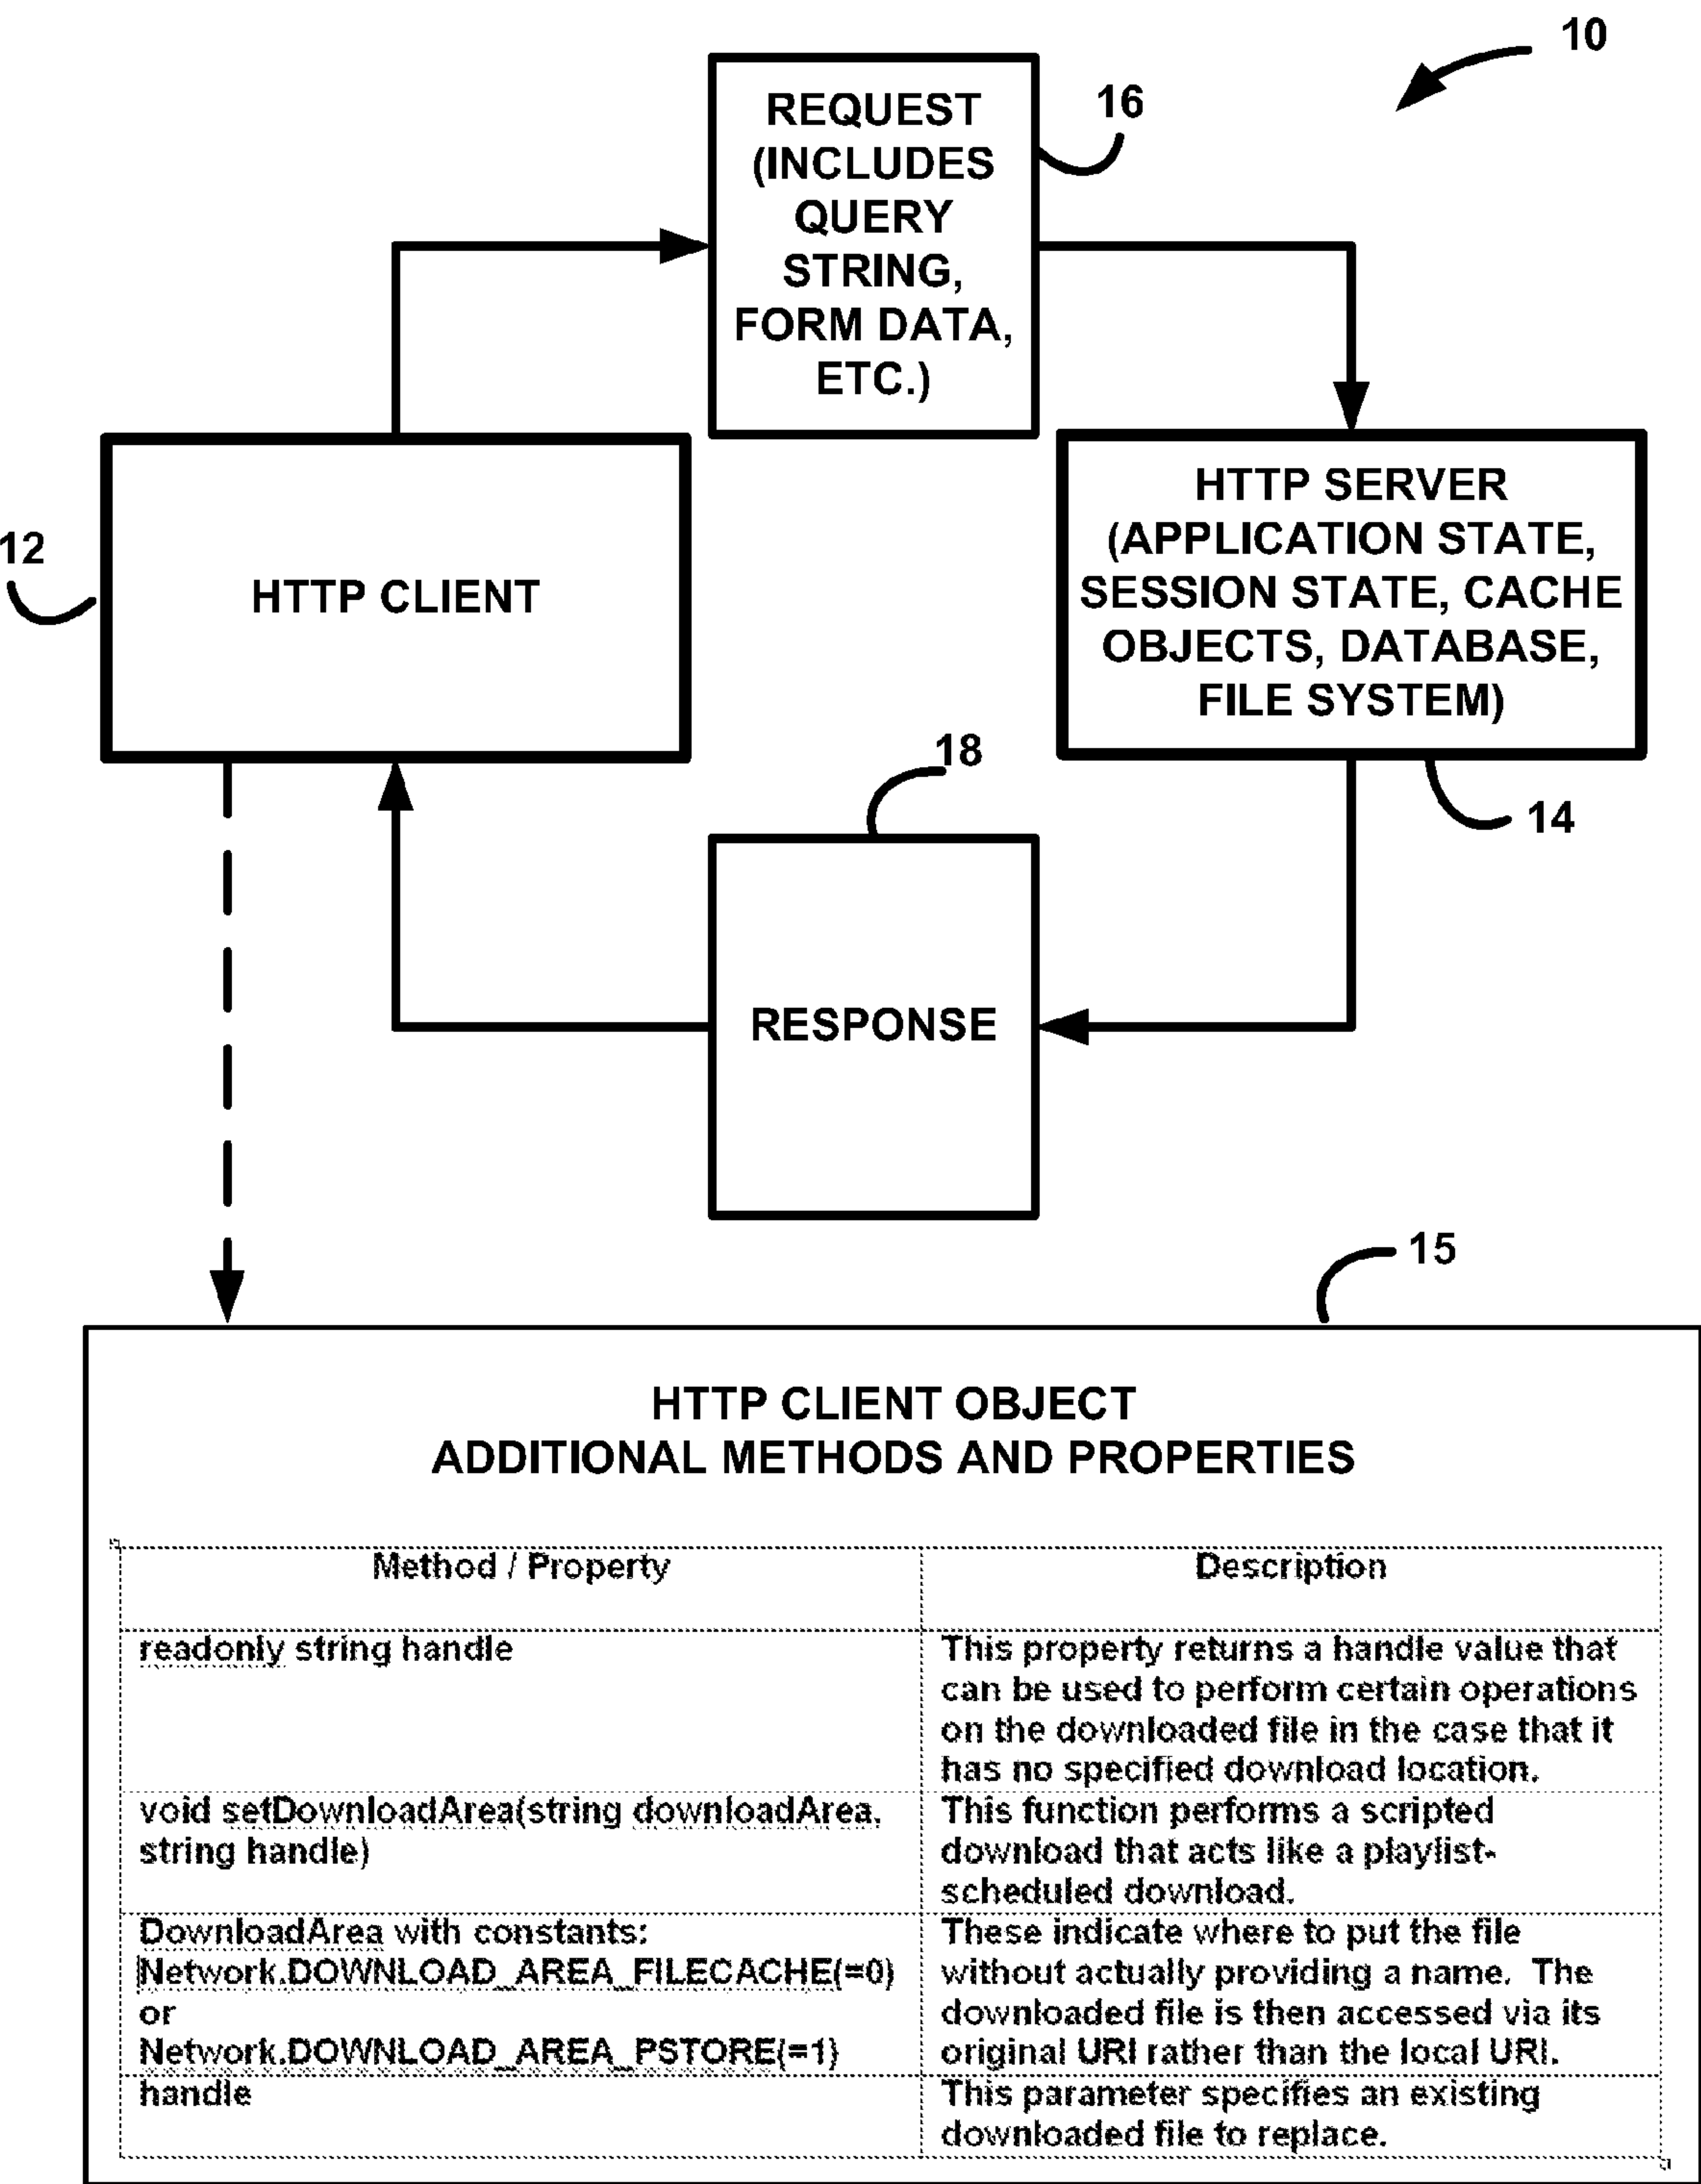 10
REQUEST
(INCLUDES
QUERY
STRING,
FORM DATA,
ETC.)
16
HTTP CLIENT
12
HTTP SERVER
(APPLICATION STATE,
SESSION STATE, CACHE
OBJECTS, DATABASE,
FILE SYSTEM)
14
18
RESPONSE
15
HTTP CLIENT OBJECT
ADDITIONAL METHODS AND PROPERTIES
Method / Property
Description
readonly string handle
This property returns a handle value that
can be used to perform certain operations
on the downloaded file in the case that it
has no specified download location.
void setDownloadArea(string downloadArea,
string handle)
This function performs a scripted
download that acts like a playlist-
scheduled download.
DownloadArea with constants:
Network.DOWNLOAD_AREA_FILECACHE(=0)
or
Network.DOWNLOAD_AREA_PSTORE(=1)
These indicate where to put the file
without actually providing a name. The
downloaded file is then accessed via its
original URI rather than the local URI.
handle
This parameter specifies an existing
downloaded file to replace.